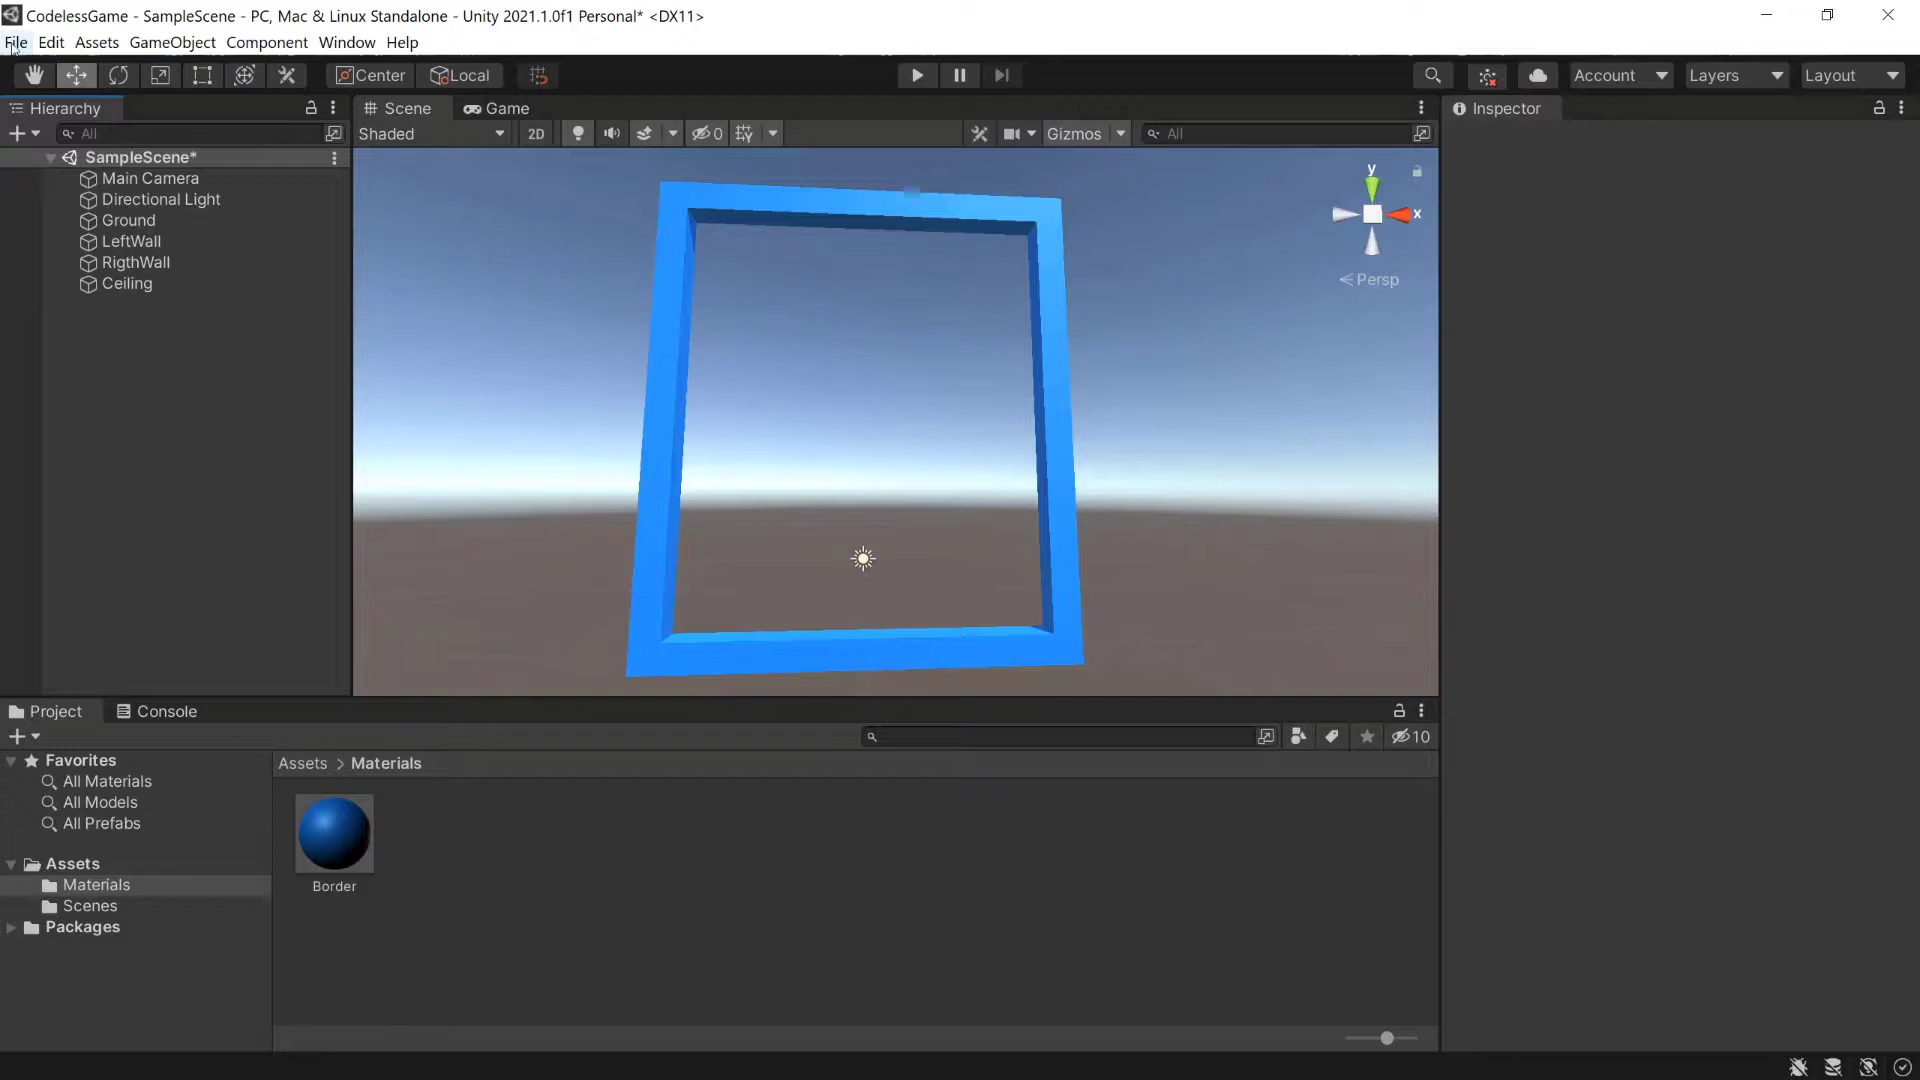 CodelessGame - SampleScene - PC, Mac & Linux Standalone - Unity 2021.1.0f1 Personal* <DX11>
File Edit Assets GameObject Component Window Help
Center Local Account Layers Layout
Hierarchy Scene Game Inspector
All Shaded 2D 0 Gizmos All
SampleScene*
Main Camera
Directional Light
Ground
LeftWall
RigthWall
Ceiling
y
x
Persp
Project Console
10
Favorites
All Materials
All Models
All Prefabs
Assets
Materials
Scenes
Packages
Assets > Materials
Border